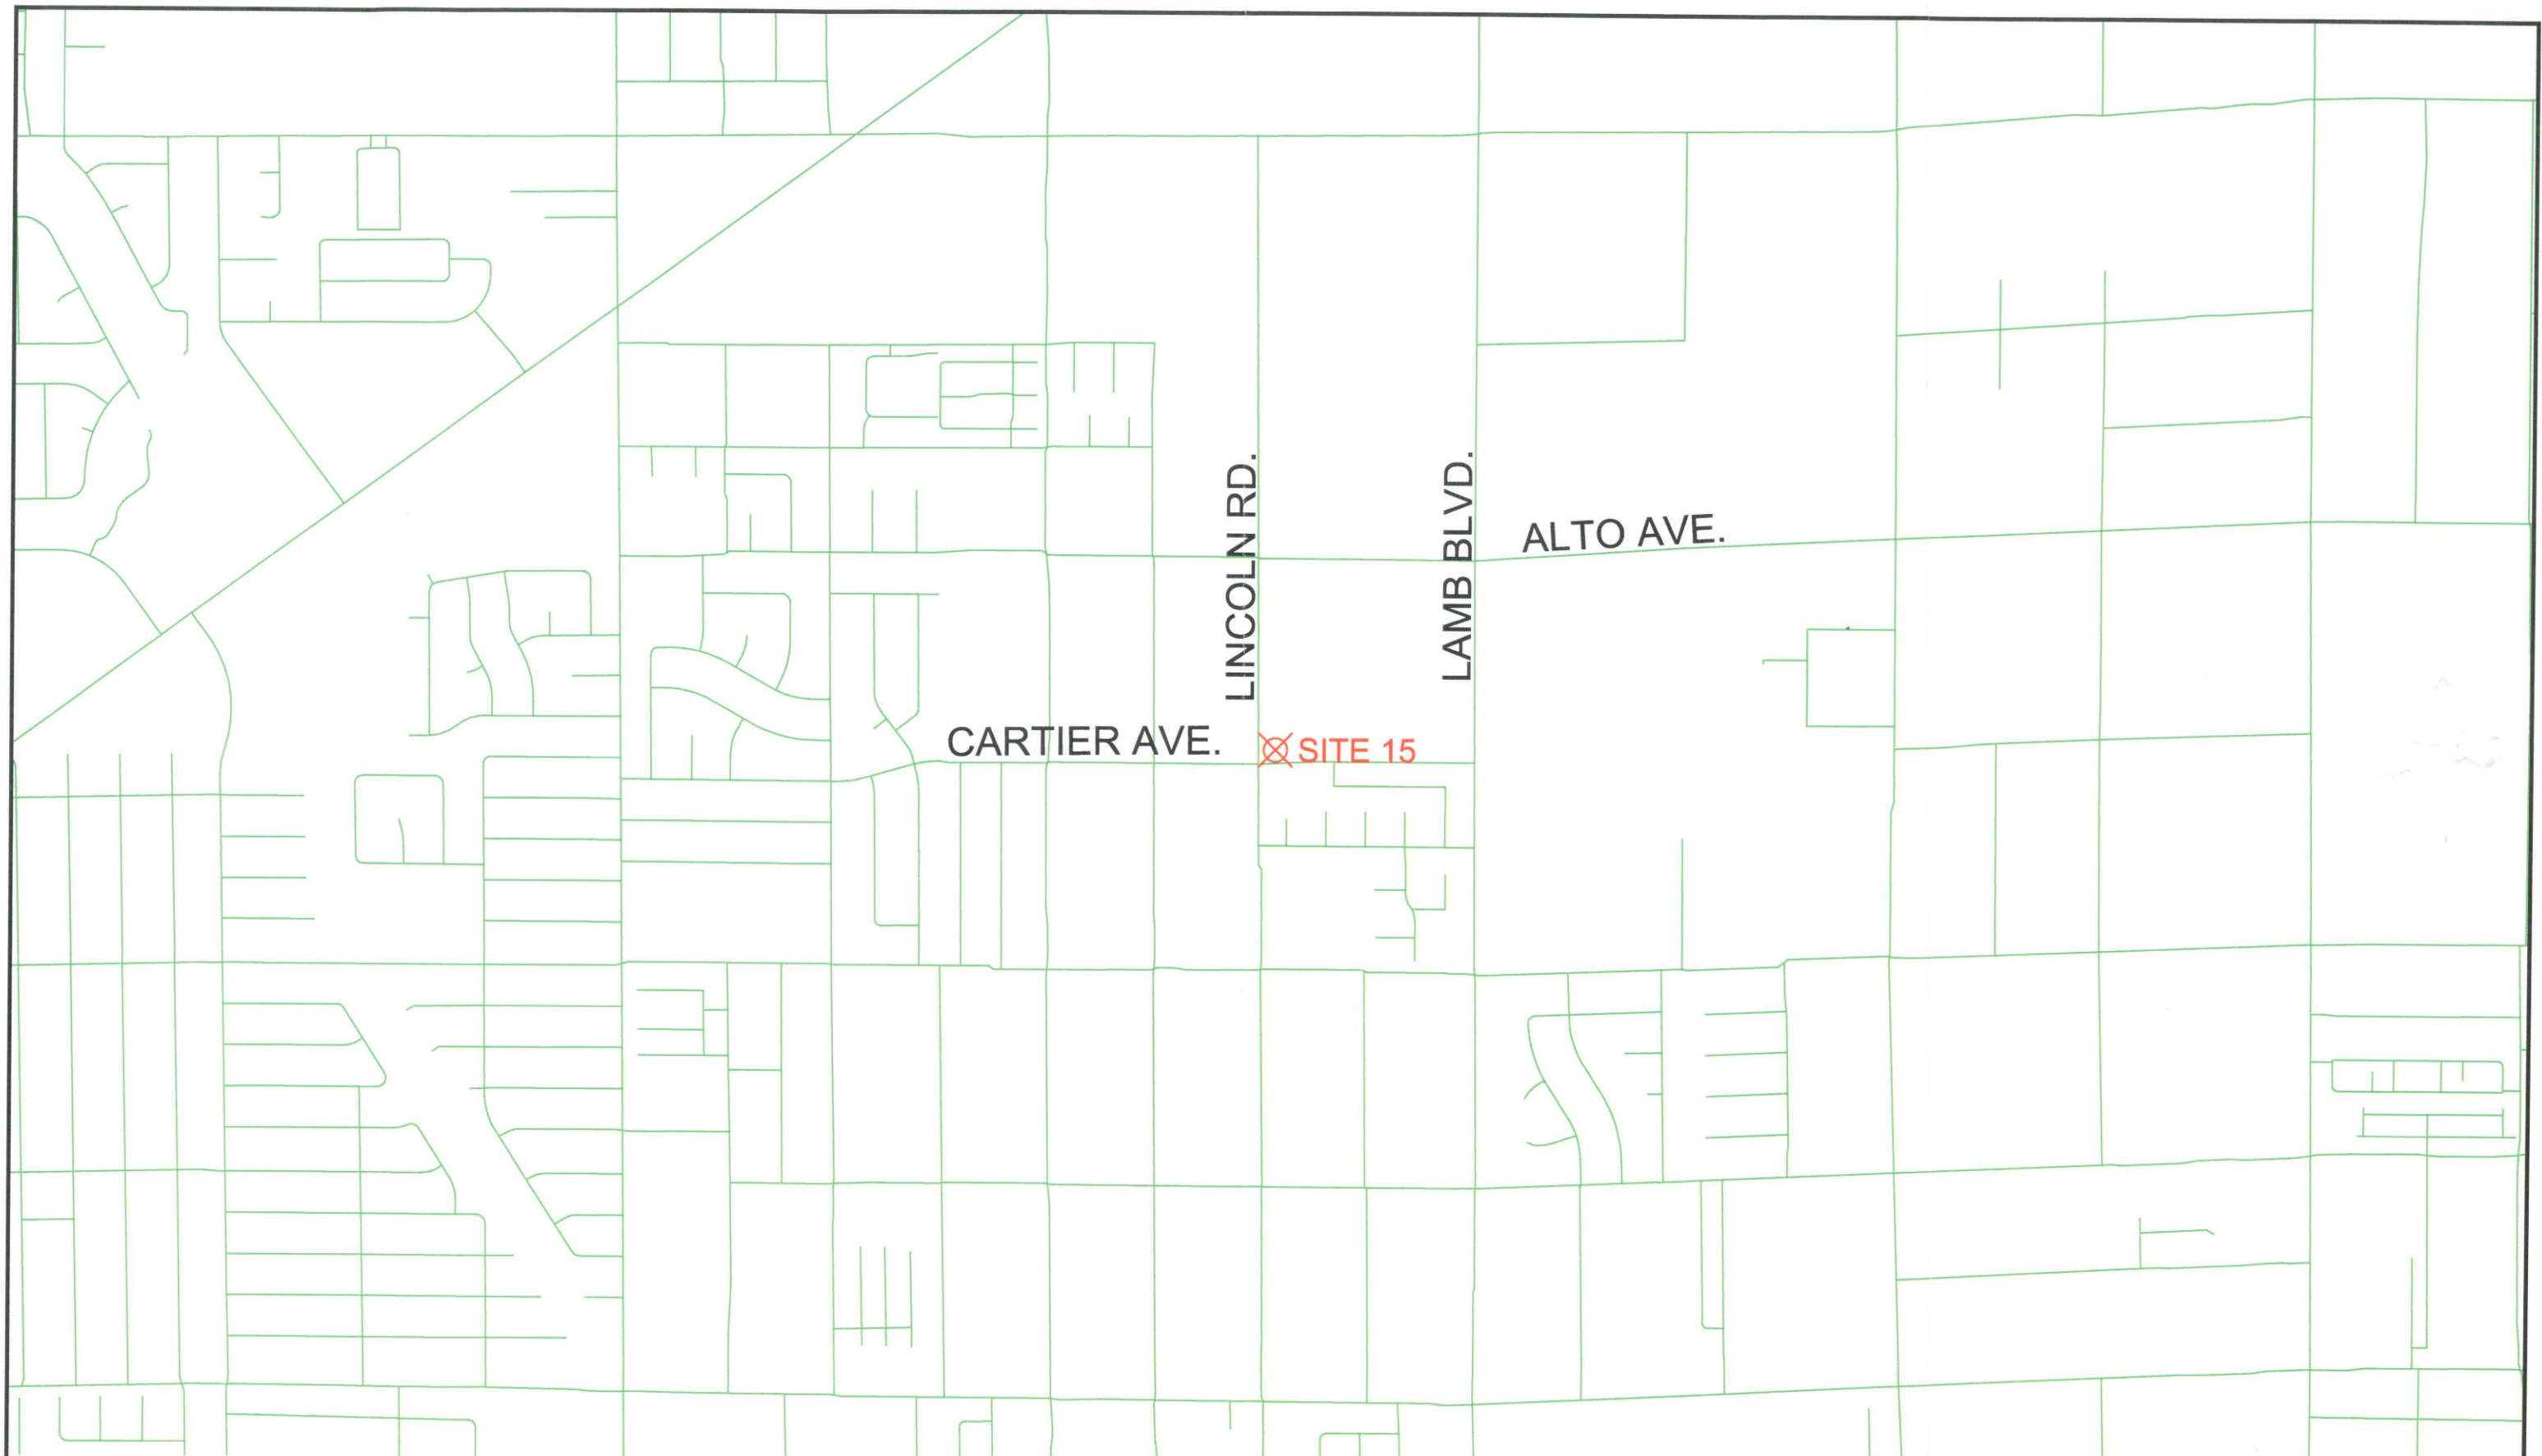 LINCOLN RD.
LAMB BLVD.
ALTO AVE.
CARTIER AVE.
SITE 15